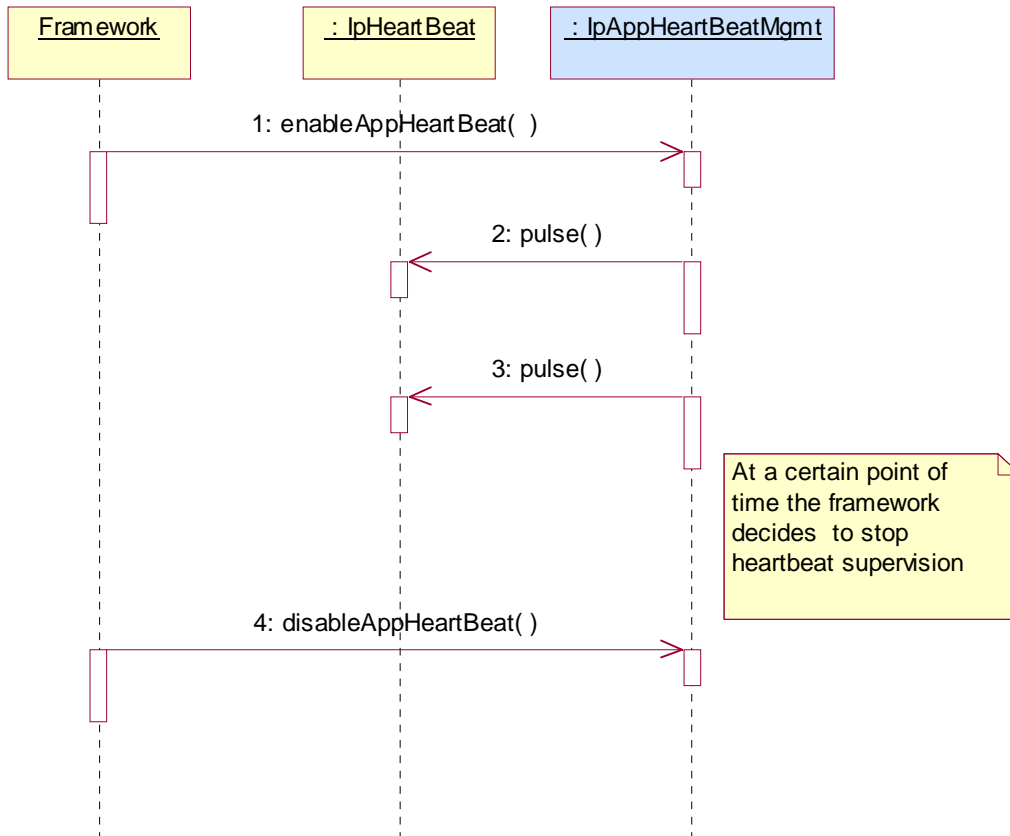 Framework
: IpHeartBeat
: IpAppHeartBeatMgmt
1: enableAppHeartBeat( )
2: pulse( )
3: pulse( )
At a certain point of
time the framework
decides to stop
heartbeat supervision
4: disableAppHeartBeat( )